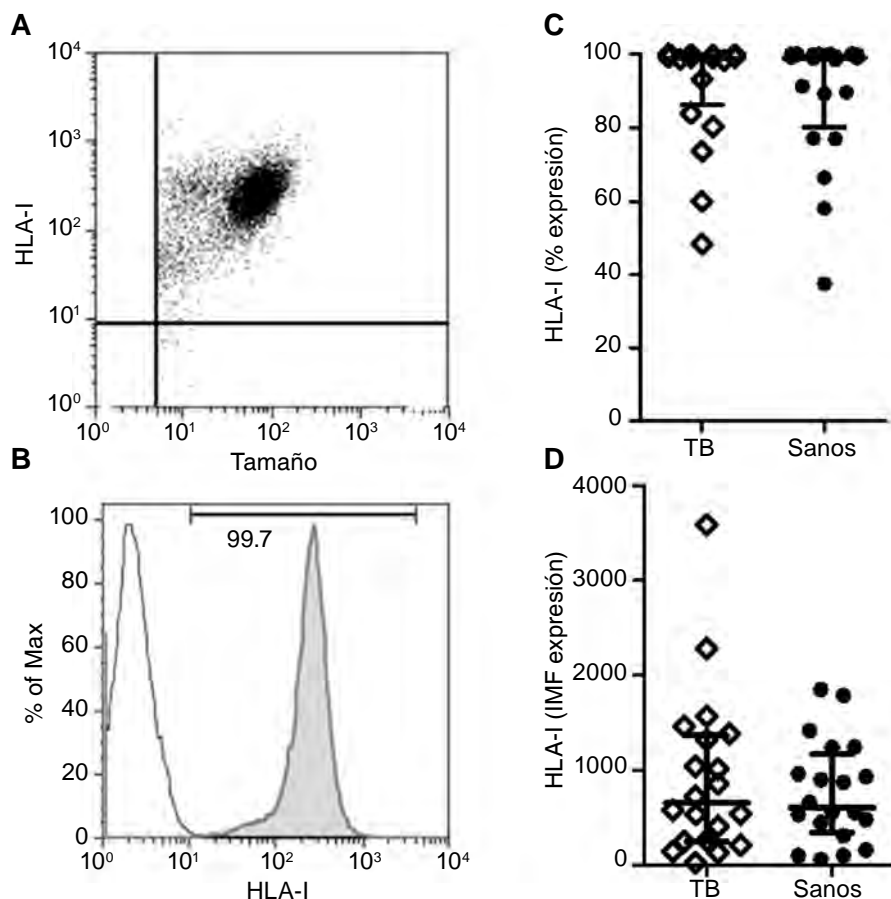 A
10⁴
10³
10²
10¹
10⁰
HLA-I
10⁰ 10¹ 10² 10³ 10⁴
Tamaño
B
100
80
60
40
20
0
% of Max
99.7
10⁰ 10¹ 10² 10³ 10⁴
HLA-I
C
100
80
60
40
20
0
HLA-I (% expresión)
TB Sanos
D
4000
3000
2000
1000
0
HLA-I (IMF expresión)
TB Sanos